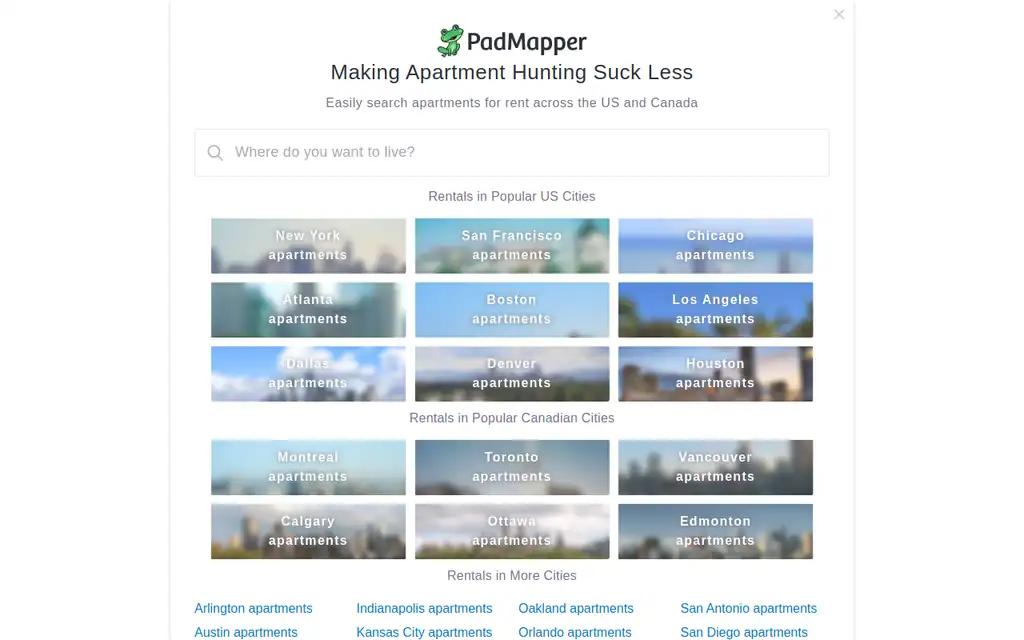 PadMapper
Making Apartment Hunting Suck Less
Easily search apartments for rent across the US and Canada
Where do you want to live?
Rentals in Popular US Cities
New York
apartments
San Francisco
apartments
Chicago
apartments
Atlanta
apartments
Boston
apartments
Los Angeles
apartments
Dallas
apartments
Denver
apartments
Houston
apartments
Rentals in Popular Canadian Cities
Montreal
apartments
Toronto
apartments
Vancouver
apartments
Calgary
apartments
Ottawa
apartments
Edmonton
apartments
Rentals in More Cities
Arlington apartments
Indianapolis apartments
Oakland apartments
San Antonio apartments
Austin apartments
Kansas City apartments
Orlando apartments
San Diego apartments